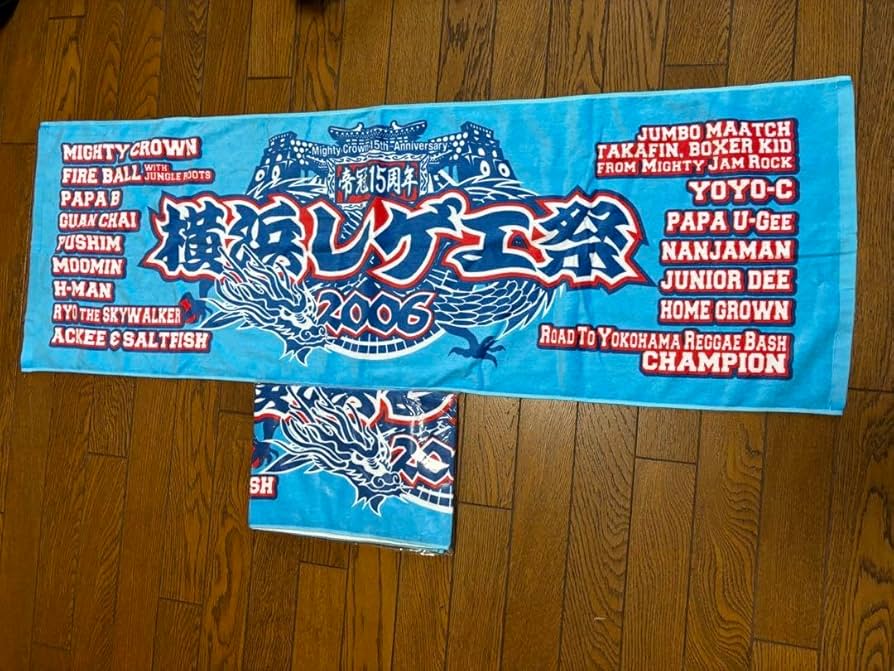 MIGHTY CROWN
FIRE BALL WITH JUNGLE ROOTS
PAPA B
GUAN CHAI
PUSHIM
MOOMIN
H-MAN
RYO THE SKYWALKER
ACKEE & SALTFISH
Mighty Crown 15th Anniversary
帝冠15周年
横浜レゲエ祭
2006
JUMBO MAATCH
TAKAFIN, BOXER KID
FROM MIGHTY JAM ROCK
YOYO-C
PAPA U-GEE
NANJAMAN
JUNIOR DEE
HOME GROWN
ROAD TO YOKOHAMA REGGAE BASH
CHAMPION
20
SH